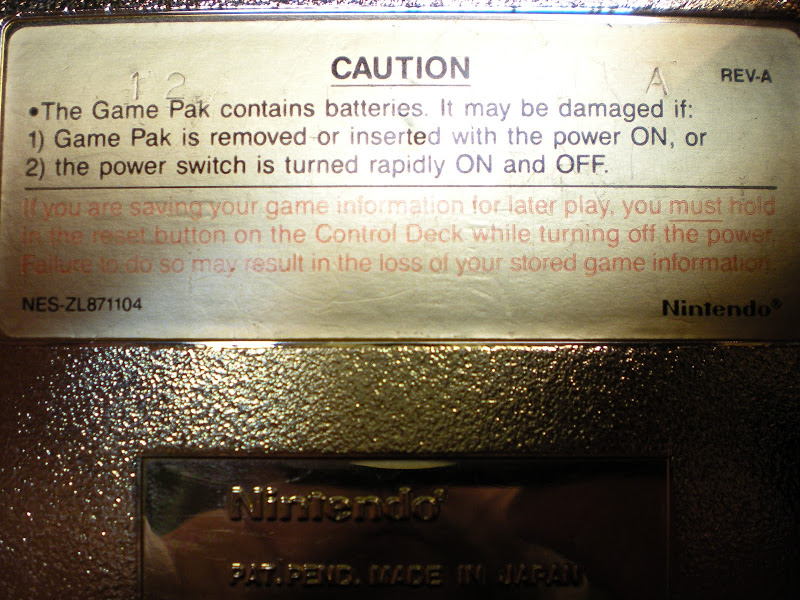 CAUTION
12 A REV-A
•The Game Pak contains batteries. It may be damaged if:
1) Game Pak is removed or inserted with the power ON, or
2) the power switch is turned rapidly ON and OFF.
If you are saving your game information for later play, you must hold
in the reset button on the Control Deck while turning off the power.
Failure to do so may result in the loss of your stored game information.
NES-ZL871104 Nintendo®
Nintendo®
PAT. PEND. MADE IN JAPAN